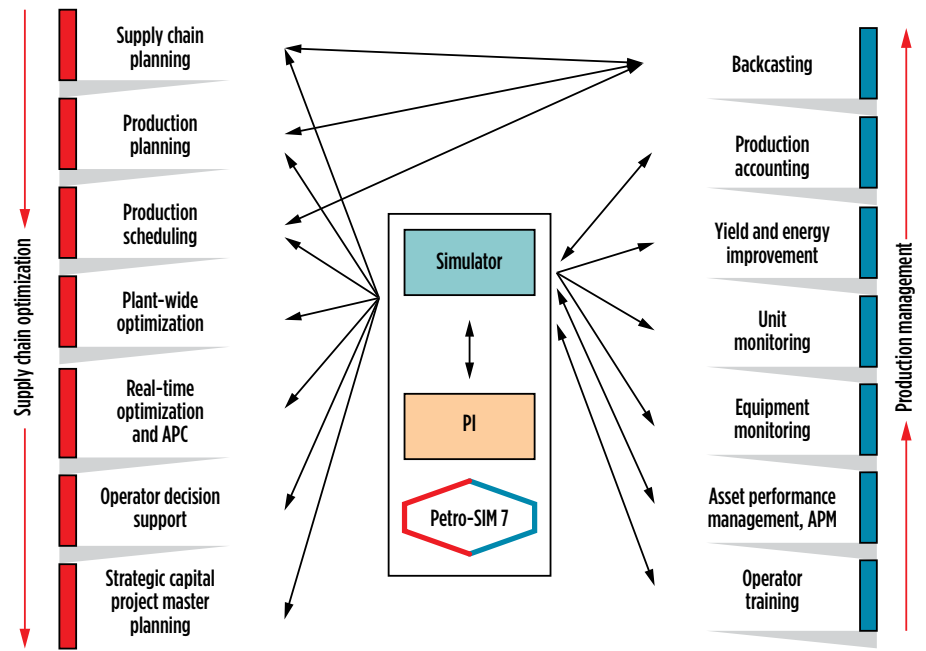 Supply chain optimization
Supply chain
planning
Production
planning
Production
scheduling
Plant-wide
optimization
Real-time
optimization
and APC
Operator decision
support
Strategic capital
project master
planning
Simulator
PI
Petro-SIM 7
Backcasting
Production
accounting
Yield and energy
improvement
Unit
monitoring
Equipment
monitoring
Asset performance
management, APM
Operator
training
Production management